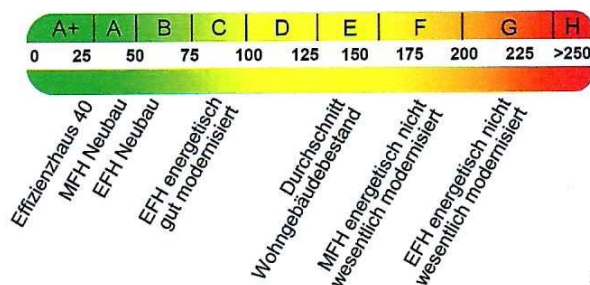 A+ A B C D E F G H
0 25 50 75 100 125 150 175 200 225 >250
Effizienzhaus 40
MFH Neubau
EFH Neubau
EFH energetisch
gut modernisiert
Durchschnitt
Wohngebäudebestand
MFH energetisch nicht
wesentlich modernisiert
EFH energetisch nicht
wesentlich modernisiert